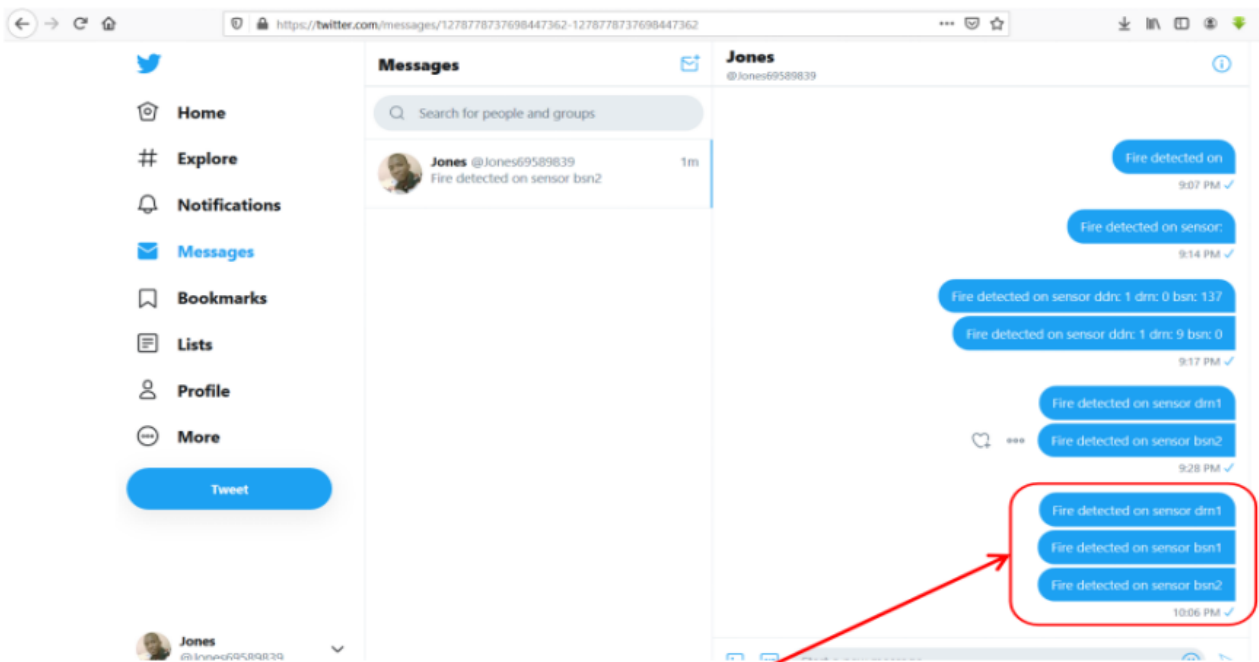 https://twitter.com/messages/1278778737698447362-1278778737698447362
Home
Explore
Notifications
Messages
Bookmarks
Lists
Profile
More
Tweet
Jones
@Jones69589839
Messages
Search for people and groups
Jones @Jones69589839 1m
Fire detected on sensor bsn2
Jones
@Jones69589839
Fire detected on
9:07 PM
Fire detected on sensor:
9:14 PM
Fire detected on sensor ddn: 1 drn: 0 bsn: 137
Fire detected on sensor ddn: 1 drn: 9 bsn: 0
9:17 PM
Fire detected on sensor drn1
Fire detected on sensor bsn2
9:28 PM
Fire detected on sensor drn1
Fire detected on sensor bsn1
Fire detected on sensor bsn2
10:06 PM
Start a new message